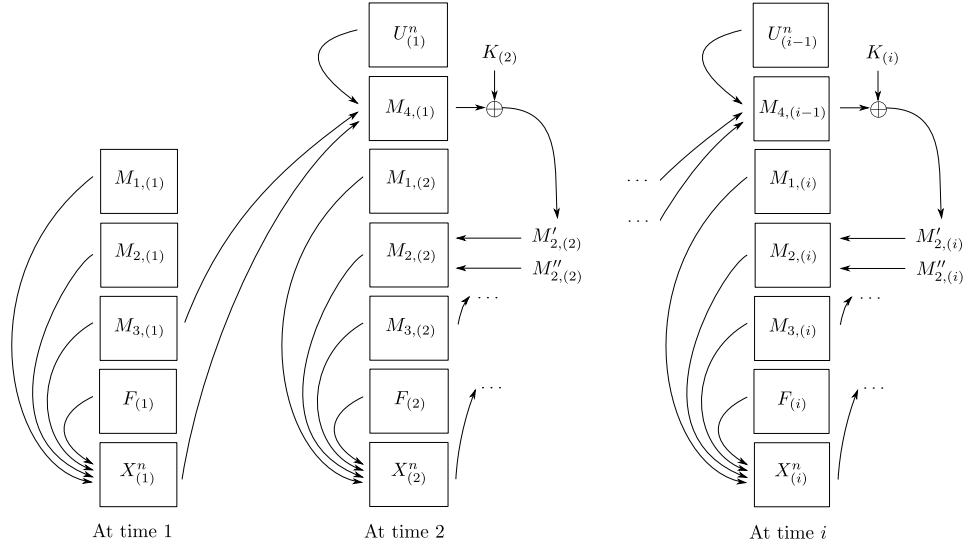 U^n_{(1)}
K_{(2)}
M_{4,(1)}
⊕
M_{1,(1)}
M_{2,(1)}
M_{3,(1)}
F_{(1)}
X^n_{(1)}
At time 1
M_{1,(2)}
M_{2,(2)}
M'_{2,(2)}
M''_{2,(2)}
M_{3,(2)}
...
F_{(2)}
...
X^n_{(2)}
At time 2
U^n_{(i−1)}
K_{(i)}
M_{4,(i−1)}
⊕
...
...
M_{1,(i)}
M_{2,(i)}
M'_{2,(i)}
M''_{2,(i)}
M_{3,(i)}
...
F_{(i)}
...
X^n_{(i)}
At time i